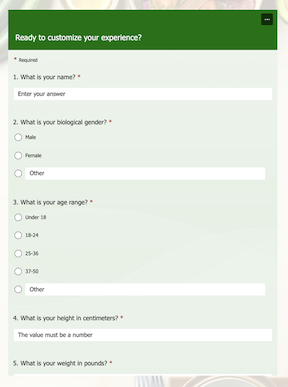 ...
Ready to customize your experience?
* Required
1. What is your name? *
Enter your answer
2. What is your biological gender? *
Male
Female
Other
3. What is your age range? *
Under 18
18-24
25-36
37-50
Other
4. What is your height in centimeters? *
The value must be a number
5. What is your weight in pounds? *